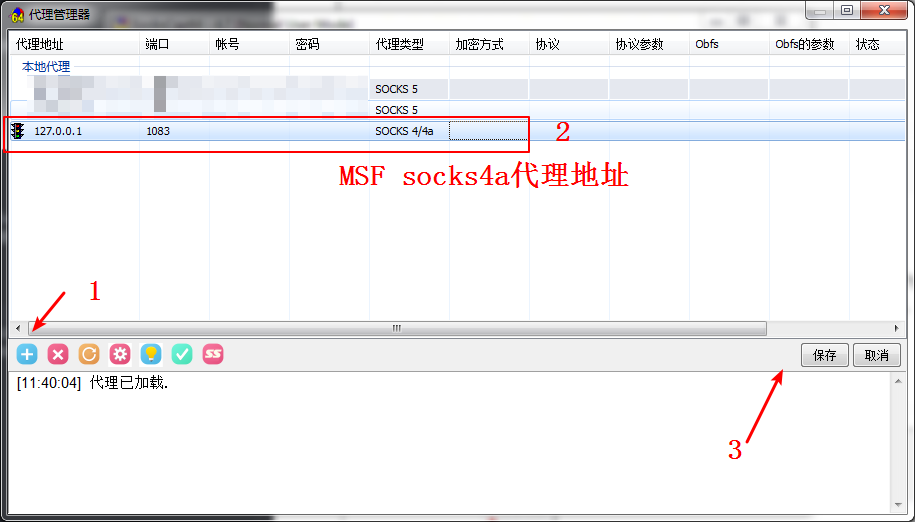 64 代理管理器
代理地址 端口 帐号 密码 代理类型 加密方式 协议 协议参数 Obfs Obfs的参数 状态
本地代理
SOCKS 5
SOCKS 5
127.0.0.1 1083 SOCKS 4/4a
2
MSF socks4a代理地址
1
SS
保存 取消
[11:40:04] 代理已加载.
3